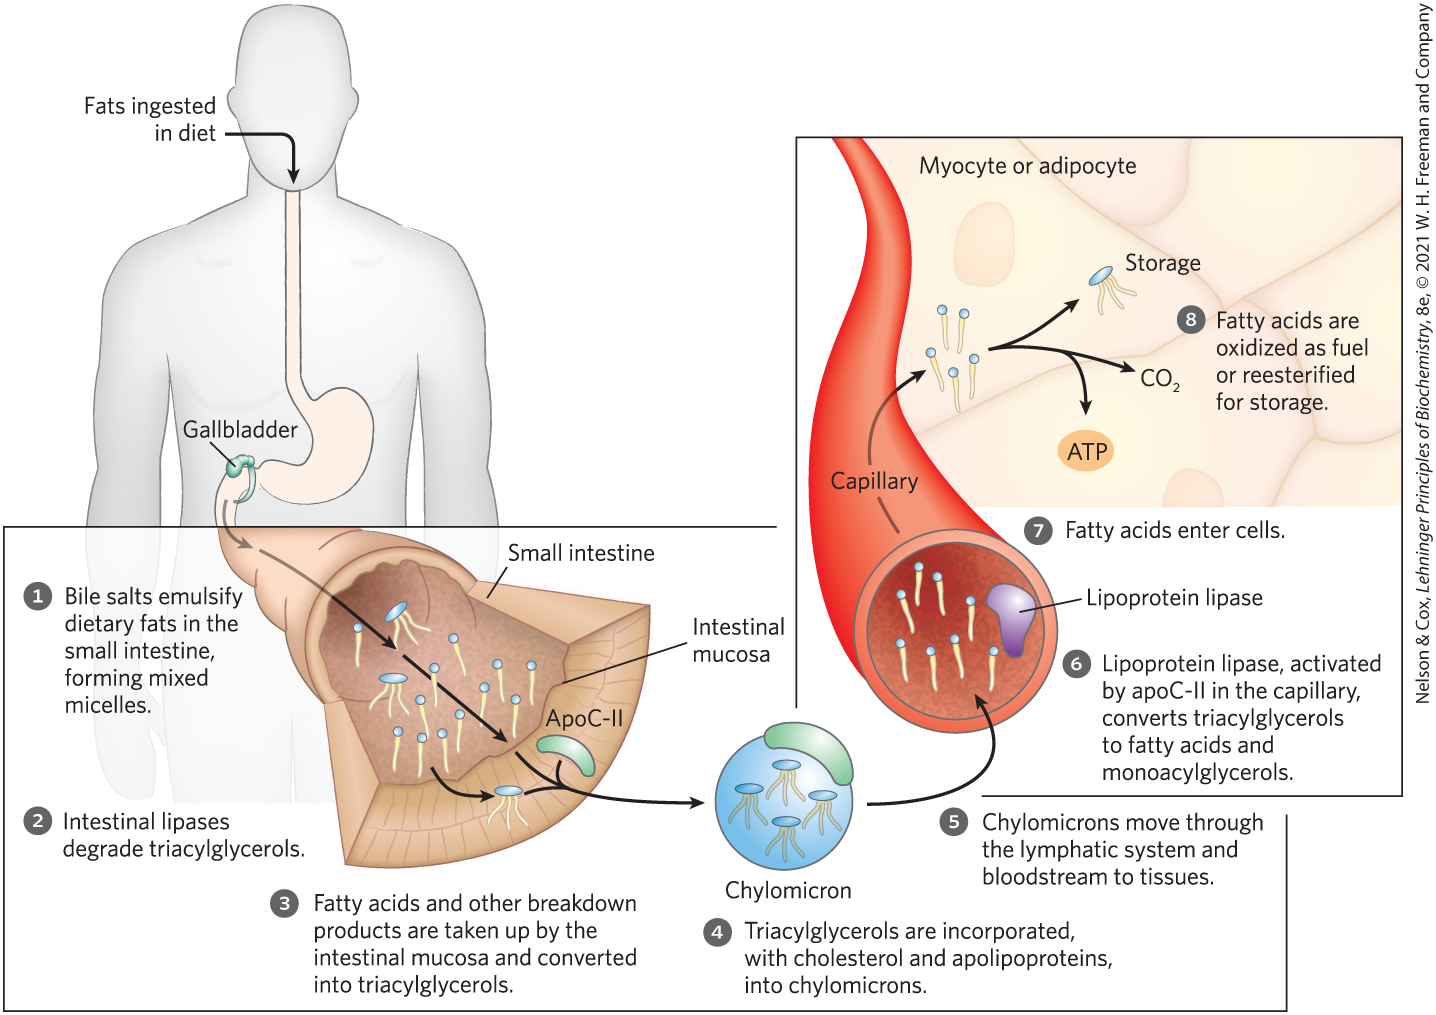 Fats ingested
in diet
Gallbladder
Small intestine
Intestinal
mucosa
ApoC-II
1 Bile salts emulsify
dietary fats in the
small intestine,
forming mixed
micelles.
2 Intestinal lipases
degrade triacylglycerols.
3 Fatty acids and other breakdown
products are taken up by the
intestinal mucosa and converted
into triacylglycerols.
Chylomicron
4 Triacylglycerols are incorporated,
with cholesterol and apolipoproteins,
into chylomicrons.
5 Chylomicrons move through
the lymphatic system and
bloodstream to tissues.
Lipoprotein lipase
6 Lipoprotein lipase, activated
by apoC-II in the capillary,
converts triacylglycerols
to fatty acids and
monoacylglycerols.
Capillary
7 Fatty acids enter cells.
Myocyte or adipocyte
Storage
8 Fatty acids are
oxidized as fuel
or reesterified
for storage.
CO₂
ATP
Nelson & Cox, Lehninger Principles of Biochemistry, 8e, © 2021 W. H. Freeman and Company